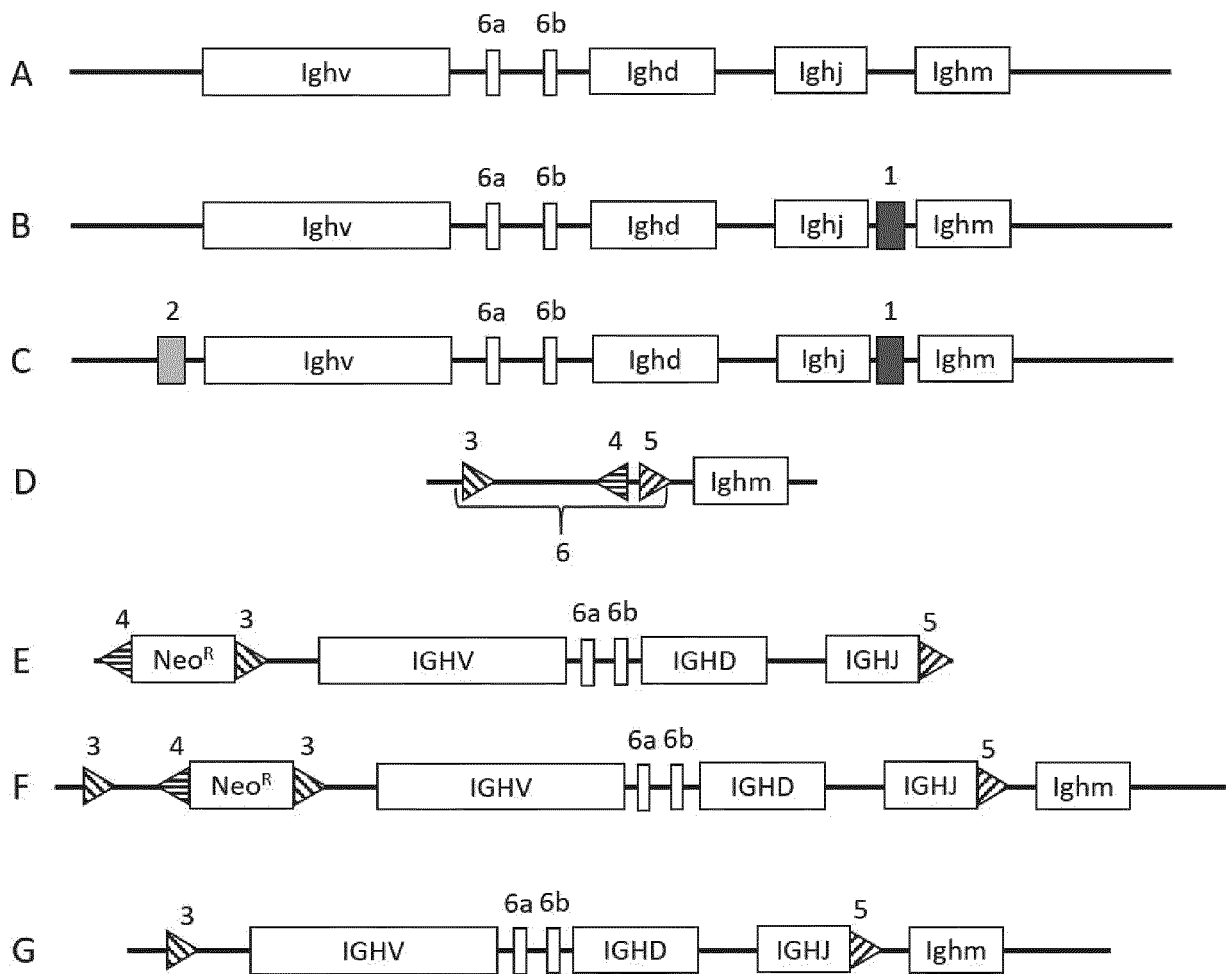 6a 6b
A Ighv Ighd Ighj Ighm
6a 6b 1
B Ighv Ighd Ighj Ighm
2 6a 6b 1
C Ighv Ighd Ighj Ighm
3 4 5
D Ighm
6
4 3 6a 6b 5
E Neo^R IGHV IGHD IGHJ
3 4 3 6a 6b 5
F Neo^R IGHV IGHD IGHJ Ighm
3 6a 6b 5
G IGHV IGHD IGHJ Ighm